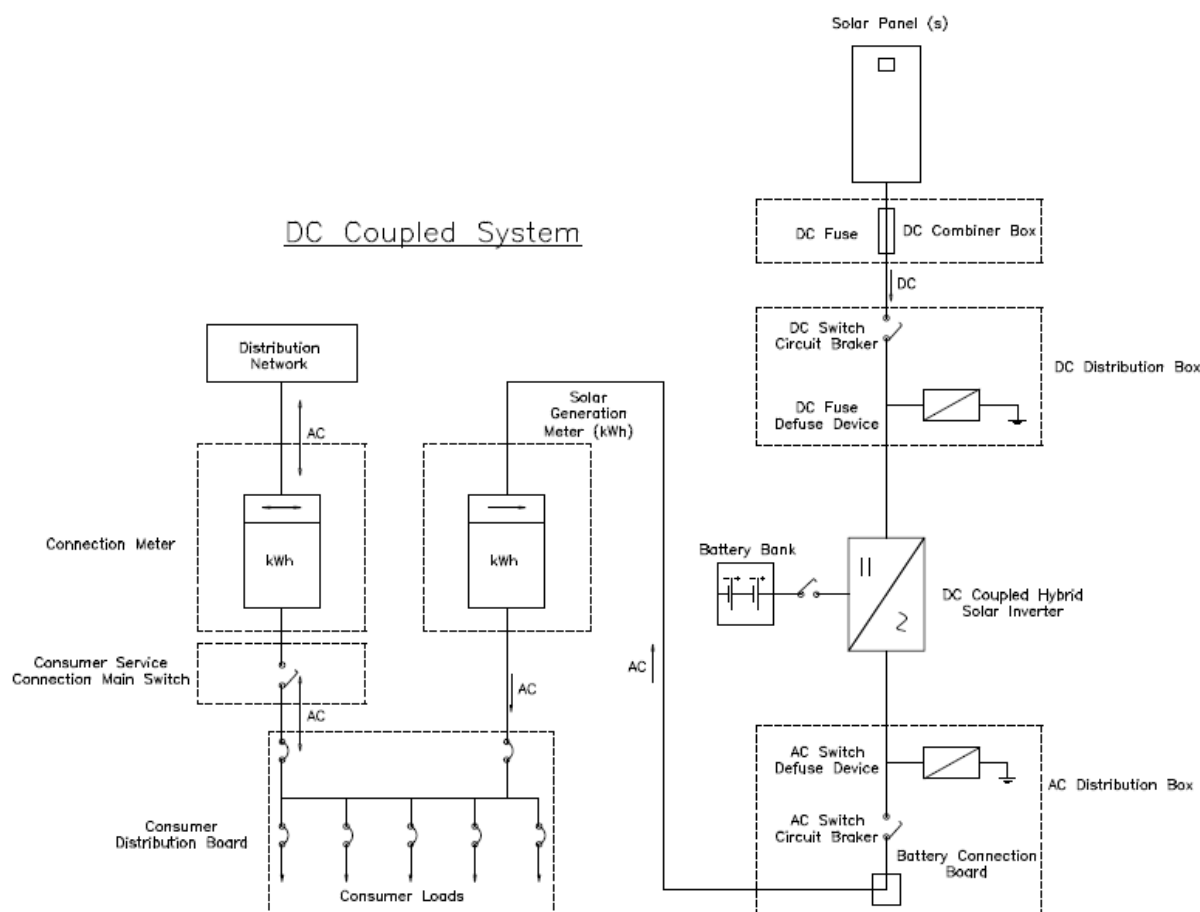 Solar Panel (s)
DC Coupled System
DC Fuse
DC Combiner Box
DC
DC Switch
Circuit Braker
DC Distribution Box
DC Fuse
Defuse Device
Distribution
Network
AC
Solar
Generation
Meter (kWh)
Connection Meter
kWh
kWh
Battery Bank
DC Coupled Hybrid
Solar Inverter
Consumer Service
Connection Main Switch
AC
AC
AC
AC Switch
Defuse Device
AC Distribution Box
AC Switch
Circuit Braker
Battery Connection
Board
Consumer
Distribution Board
Consumer Loads